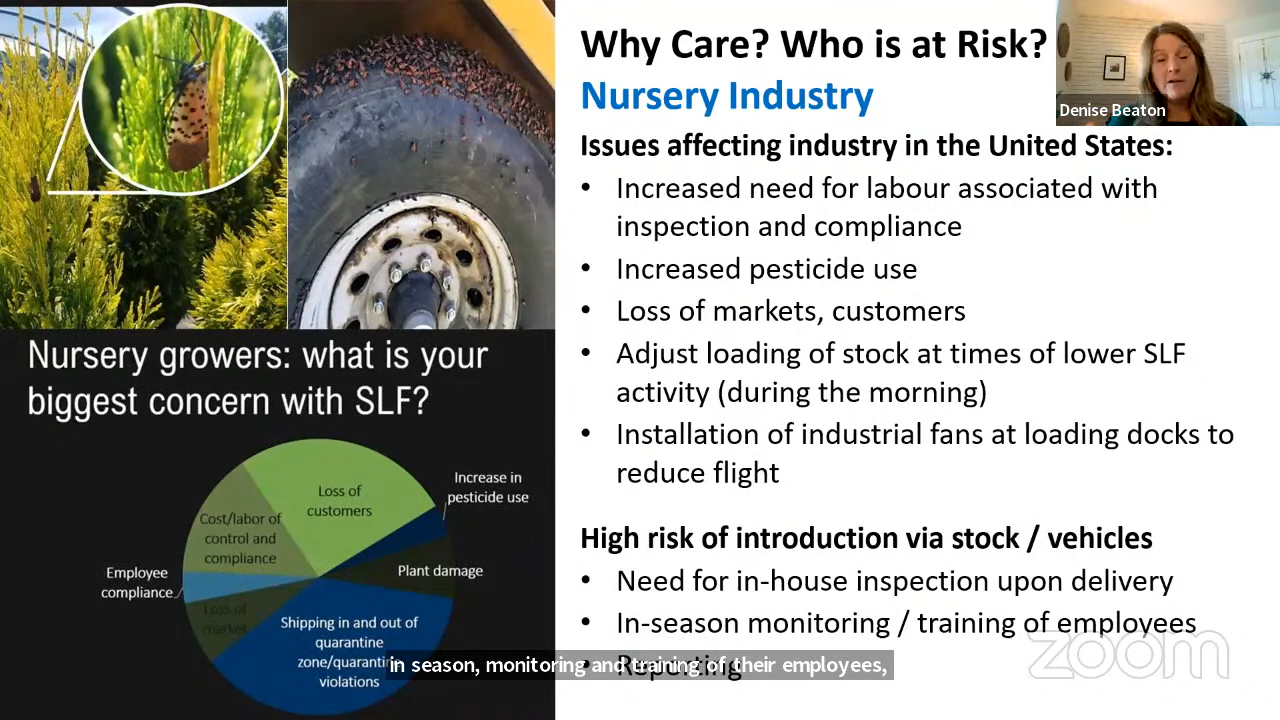 Why Care? Who is at Risk?
Nursery Industry
Denise Beaton
Issues affecting industry in the United States:
• Increased need for labour associated with
inspection and compliance
• Increased pesticide use
• Loss of markets, customers
• Adjust loading of stock at times of lower SLF
activity (during the morning)
• Installation of industrial fans at loading docks to
reduce flight
High risk of introduction via stock / vehicles
• Need for in-house inspection upon delivery
• In-season monitoring / training of employees
• Reporting
Nursery growers: what is your
biggest concern with SLF?
Loss of
customers
Increase in
pesticide use
Plant damage
Shipping in and out of
quarantine
zone/quarantine
violations
Loss of
market
Employee
compliance
Cost/labor of
control and
compliance
in season, monitoring and training of their employees,
zoom